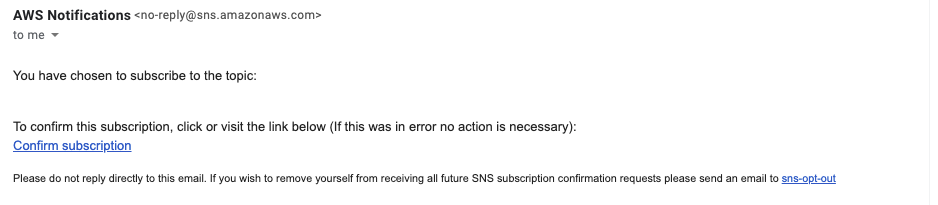 AWS Notifications <no-reply@sns.amazonaws.com>
to me
You have chosen to subscribe to the topic:
To confirm this subscription, click or visit the link below (If this was in error no action is necessary):
Confirm subscription
Please do not reply directly to this email. If you wish to remove yourself from receiving all future SNS subscription confirmation requests please send an email to sns-opt-out